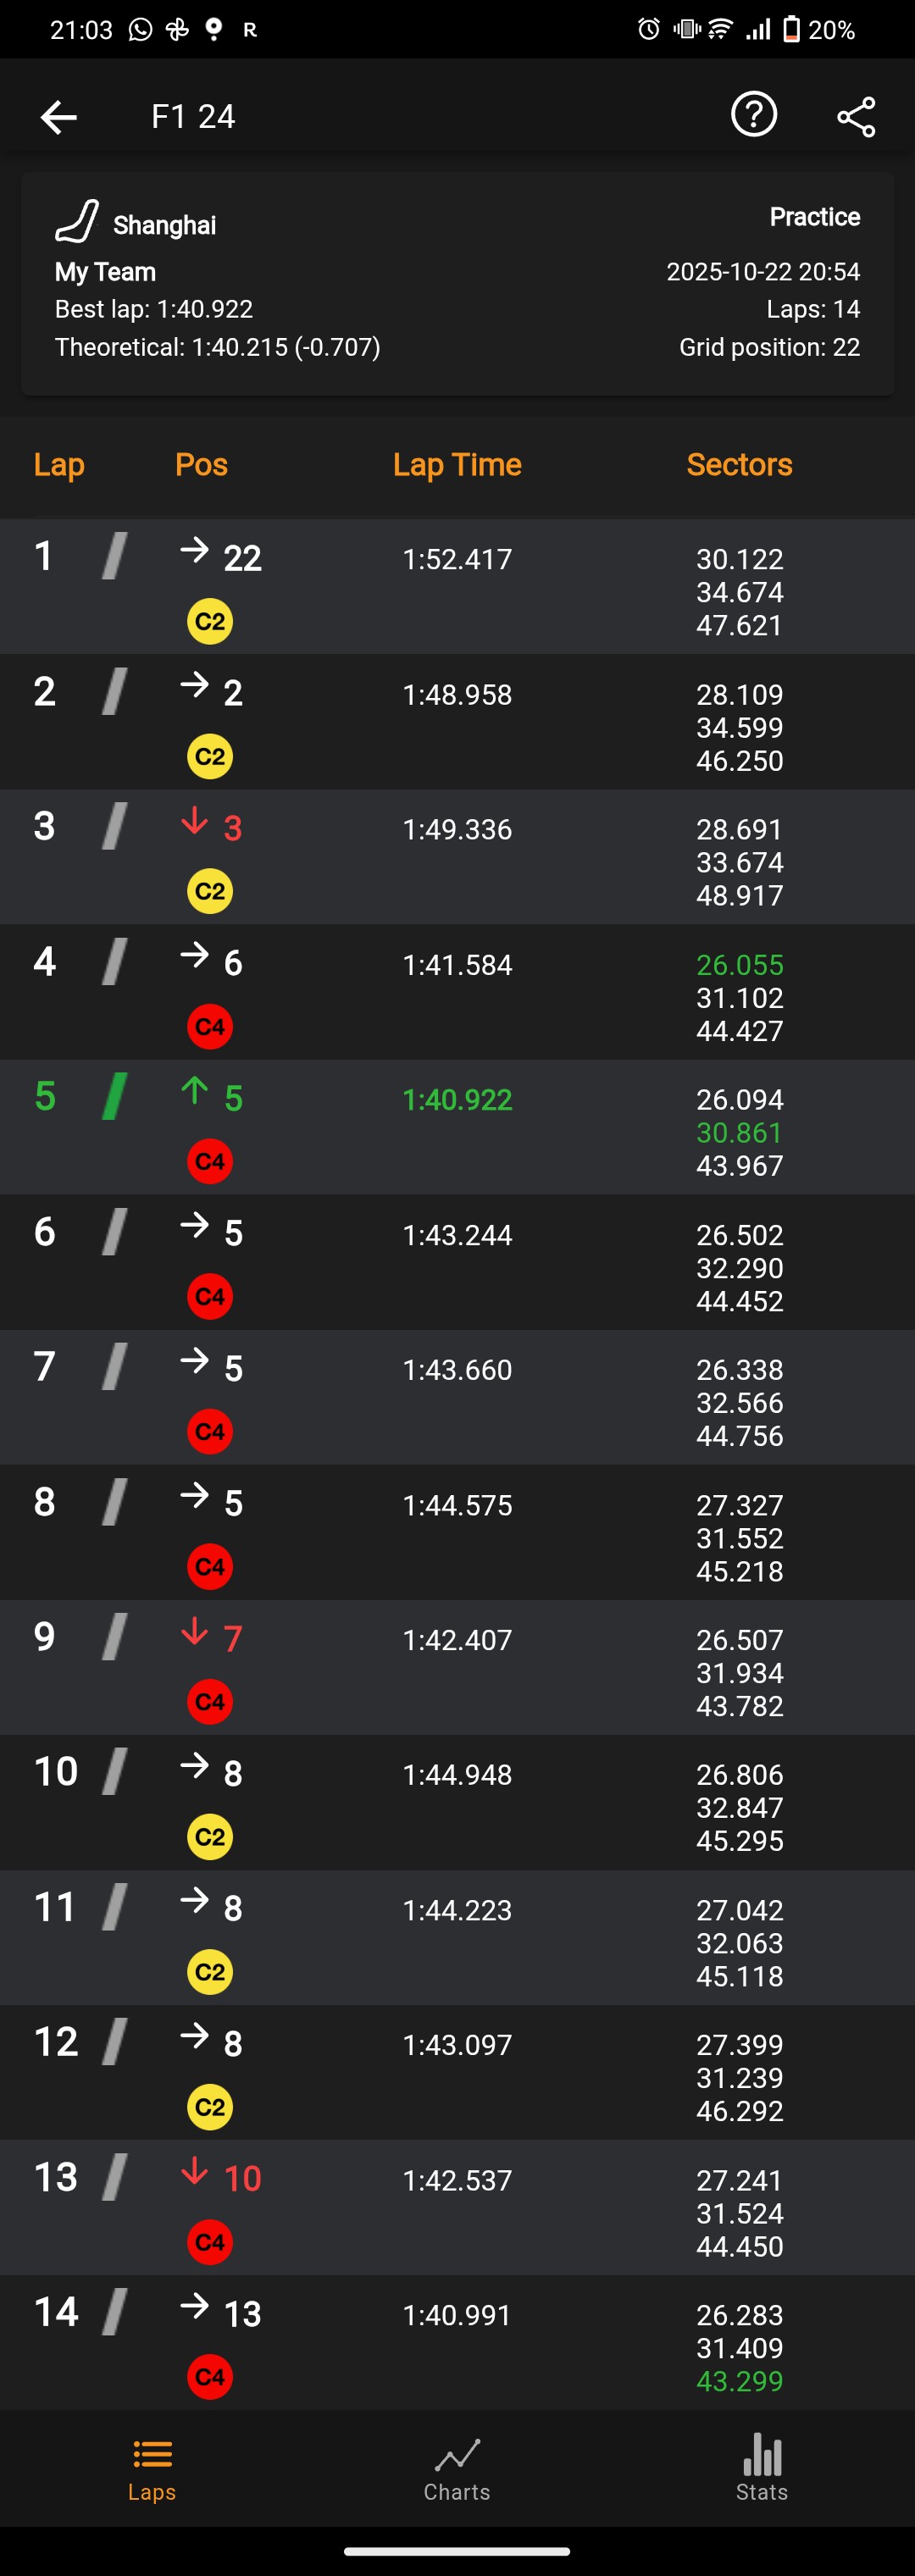 21:03 R 20%
F1 24
Shanghai Practice
My Team 2025-10-22 20:54
Best lap: 1:40.922 Laps: 14
Theoretical: 1:40.215 (-0.707) Grid position: 22
Lap Pos Lap Time Sectors
1 22 1:52.417 30.122
34.674
C2 47.621
2 2 1:48.958 28.109
34.599
C2 46.250
3 3 1:49.336 28.691
33.674
C2 48.917
4 6 1:41.584 26.055
31.102
C4 44.427
5 5 1:40.922 26.094
30.861
C4 43.967
6 5 1:43.244 26.502
32.290
C4 44.452
7 5 1:43.660 26.338
32.566
C4 44.756
8 5 1:44.575 27.327
31.552
C4 45.218
9 7 1:42.407 26.507
31.934
C4 43.782
10 8 1:44.948 26.806
32.847
C2 45.295
11 8 1:44.223 27.042
32.063
C2 45.118
12 8 1:43.097 27.399
31.239
C2 46.292
13 10 1:42.537 27.241
31.524
C4 44.450
14 13 1:40.991 26.283
31.409
C4 43.299
Laps Charts Stats